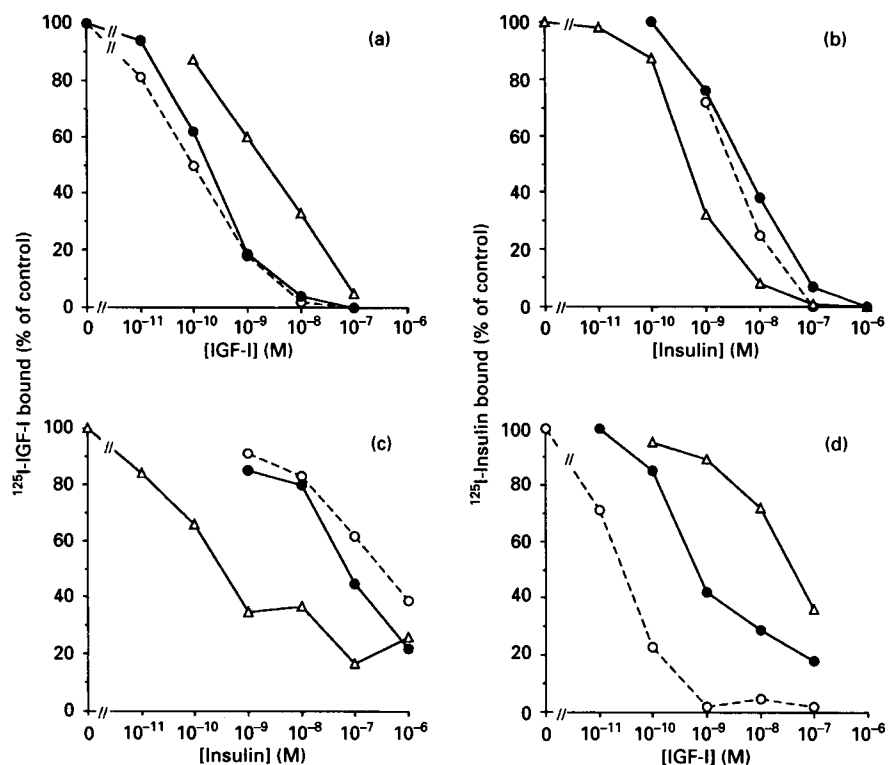 100
80
60
40
20
0
(a)
0 10⁻¹¹ 10⁻¹⁰ 10⁻⁹ 10⁻⁸ 10⁻⁷ 10⁻⁶
[IGF-I] (M)
100
80
60
40
20
0
(b)
0 10⁻¹¹ 10⁻¹⁰ 10⁻⁹ 10⁻⁸ 10⁻⁷ 10⁻⁶
[Insulin] (M)
¹²⁵I-IGF-I bound (% of control)
¹²⁵I-Insulin bound (% of control)
100
80
60
40
20
0
(c)
0 10⁻¹¹ 10⁻¹⁰ 10⁻⁹ 10⁻⁸ 10⁻⁷ 10⁻⁶
[Insulin] (M)
100
80
60
40
20
0
(d)
0 10⁻¹¹ 10⁻¹⁰ 10⁻⁹ 10⁻⁸ 10⁻⁷ 10⁻⁶
[IGF-I] (M)